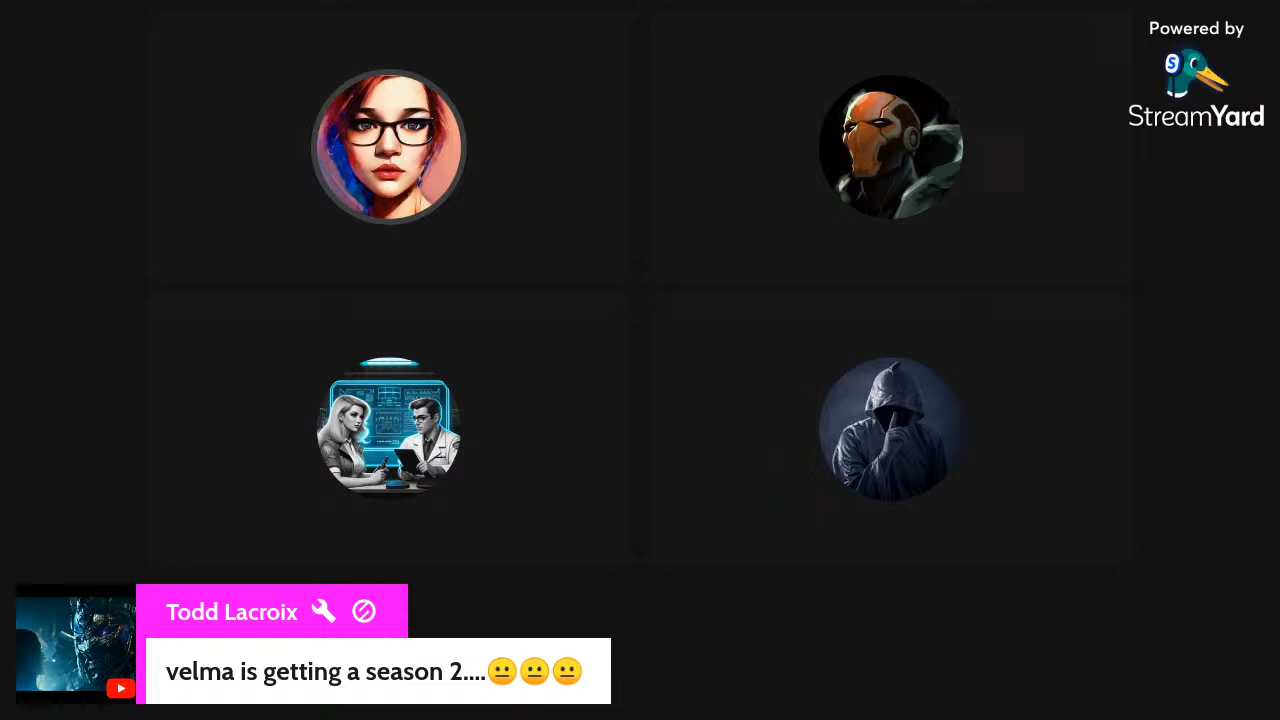 Powered by
StreamYard
Todd Lacroix
velma is getting a season 2....😐😐😐